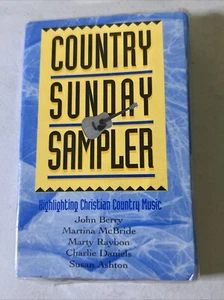 COUNTRY
SUNDAY
SAMPLER
Highlighting Christian Country Music
John Berry
Martina McBride
Marty Raybon
Charlie Daniels
Susan Ashton